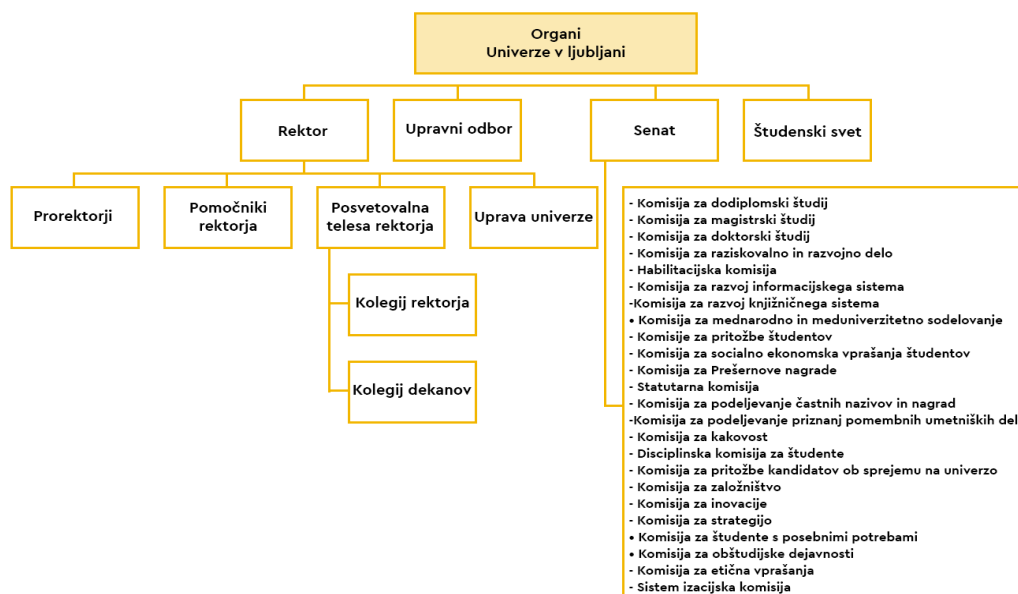 Organi
Univerze v ljubljani
Rektor
Upravni odbor
Senat
Študenski svet
Prorektorji
Pomočniki
rektorja
Posvetovalna
telesa rektorja
Uprava univerze
Kolegij rektorja
Kolegij dekanov
- Komisija za dodiplomski študij
- Komisija za magistrski študij
- Komisija za doktorski študij
- Komisija za raziskovalno in razvojno delo
- Habilitacijska komisija
- Komisija za razvoj informacijskega sistema
-Komisija za razvoj knjižničnega sistema
• Komisija za mednarodno in meduniverzitetno sodelovanje
- Komisije za pritožbe študentov
- Komisija za socialno ekonomska vprašanja študentov
- Komisija za Prešernove nagrade
- Statutarna komisija
- Komisija za podeljevanje častnih nazivov in nagrad
-Komisija za podeljevanje priznanj pomembnih umetniških del
- Komisija za kakovost
- Disciplinska komisija za študente
- Komisija za pritožbe kandidatov ob sprejemu na univerzo
- Komisija za založništvo
- Komisija za inovacije
- Komisija za strategijo
• Komisija za študente s posebnimi potrebami
• Komisija za obštudijske dejavnosti
- Komisija za etična vprašanja
- Sistem izacijska komisija